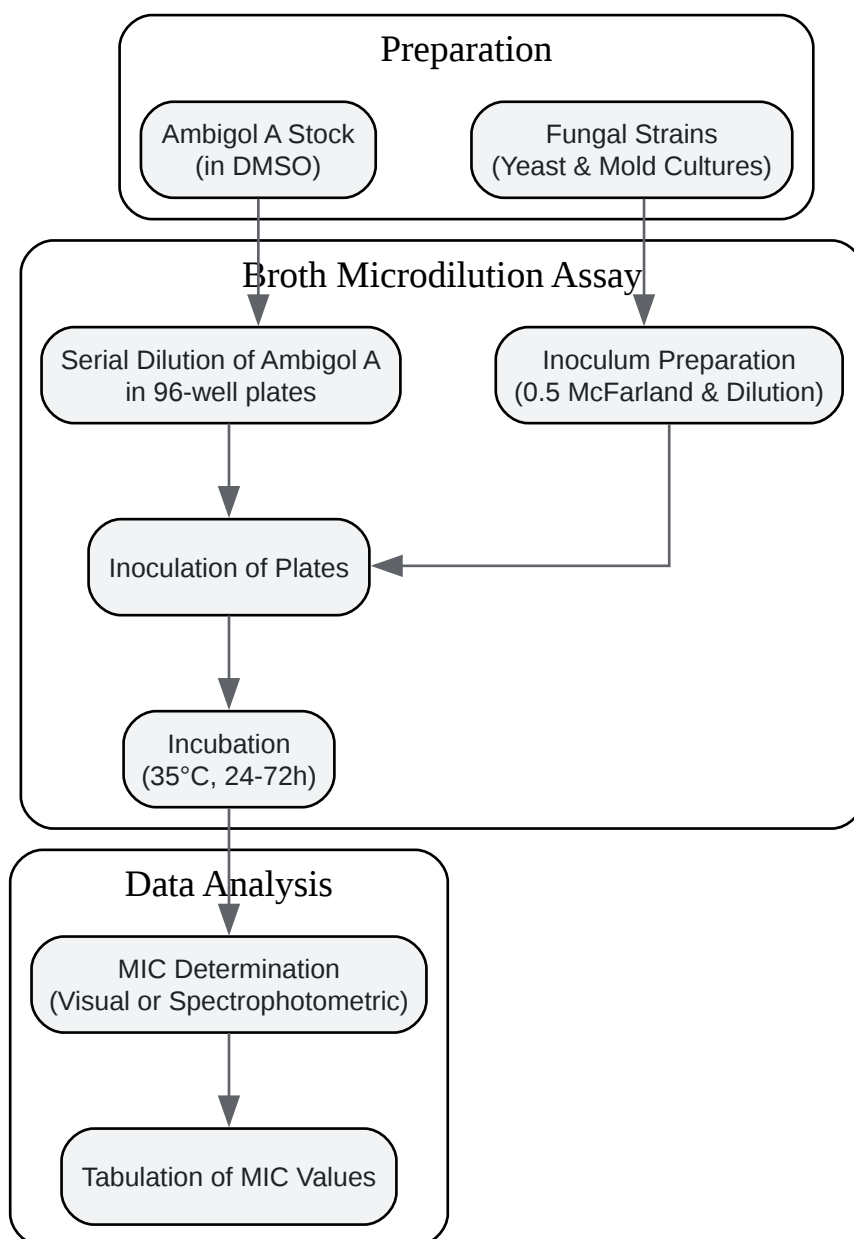 Preparation
Ambigol A Stock
(in DMSO)
Fungal Strains
(Yeast & Mold Cultures)
Broth Microdilution Assay
Serial Dilution of Ambigol A
in 96-well plates
Inoculum Preparation
(0.5 McFarland & Dilution)
Inoculation of Plates
Incubation
(35°C, 24-72h)
Data Analysis
MIC Determination
(Visual or Spectrophotometric)
Tabulation of MIC Values